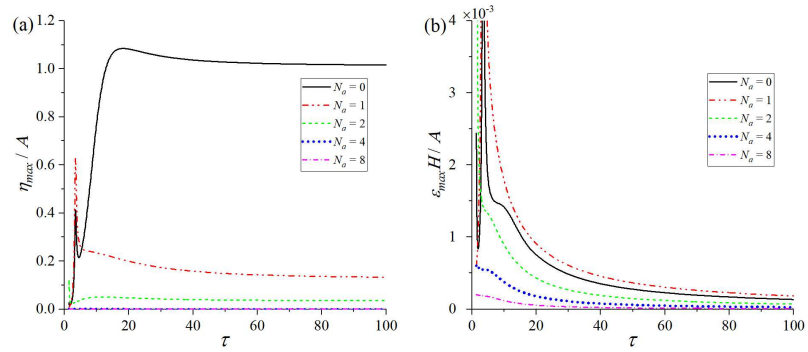 (a)
η_max / A
1.2
1.0
0.8
0.6
0.4
0.2
0.0
0 20 40 60 80 100
τ
N_a = 0
N_a = 1
N_a = 2
N_a = 4
N_a = 8
(b)
×10⁻³
ε_max H / A
4
3
2
1
0
0 20 40 60 80 100
τ
N_a = 0
N_a = 1
N_a = 2
N_a = 4
N_a = 8